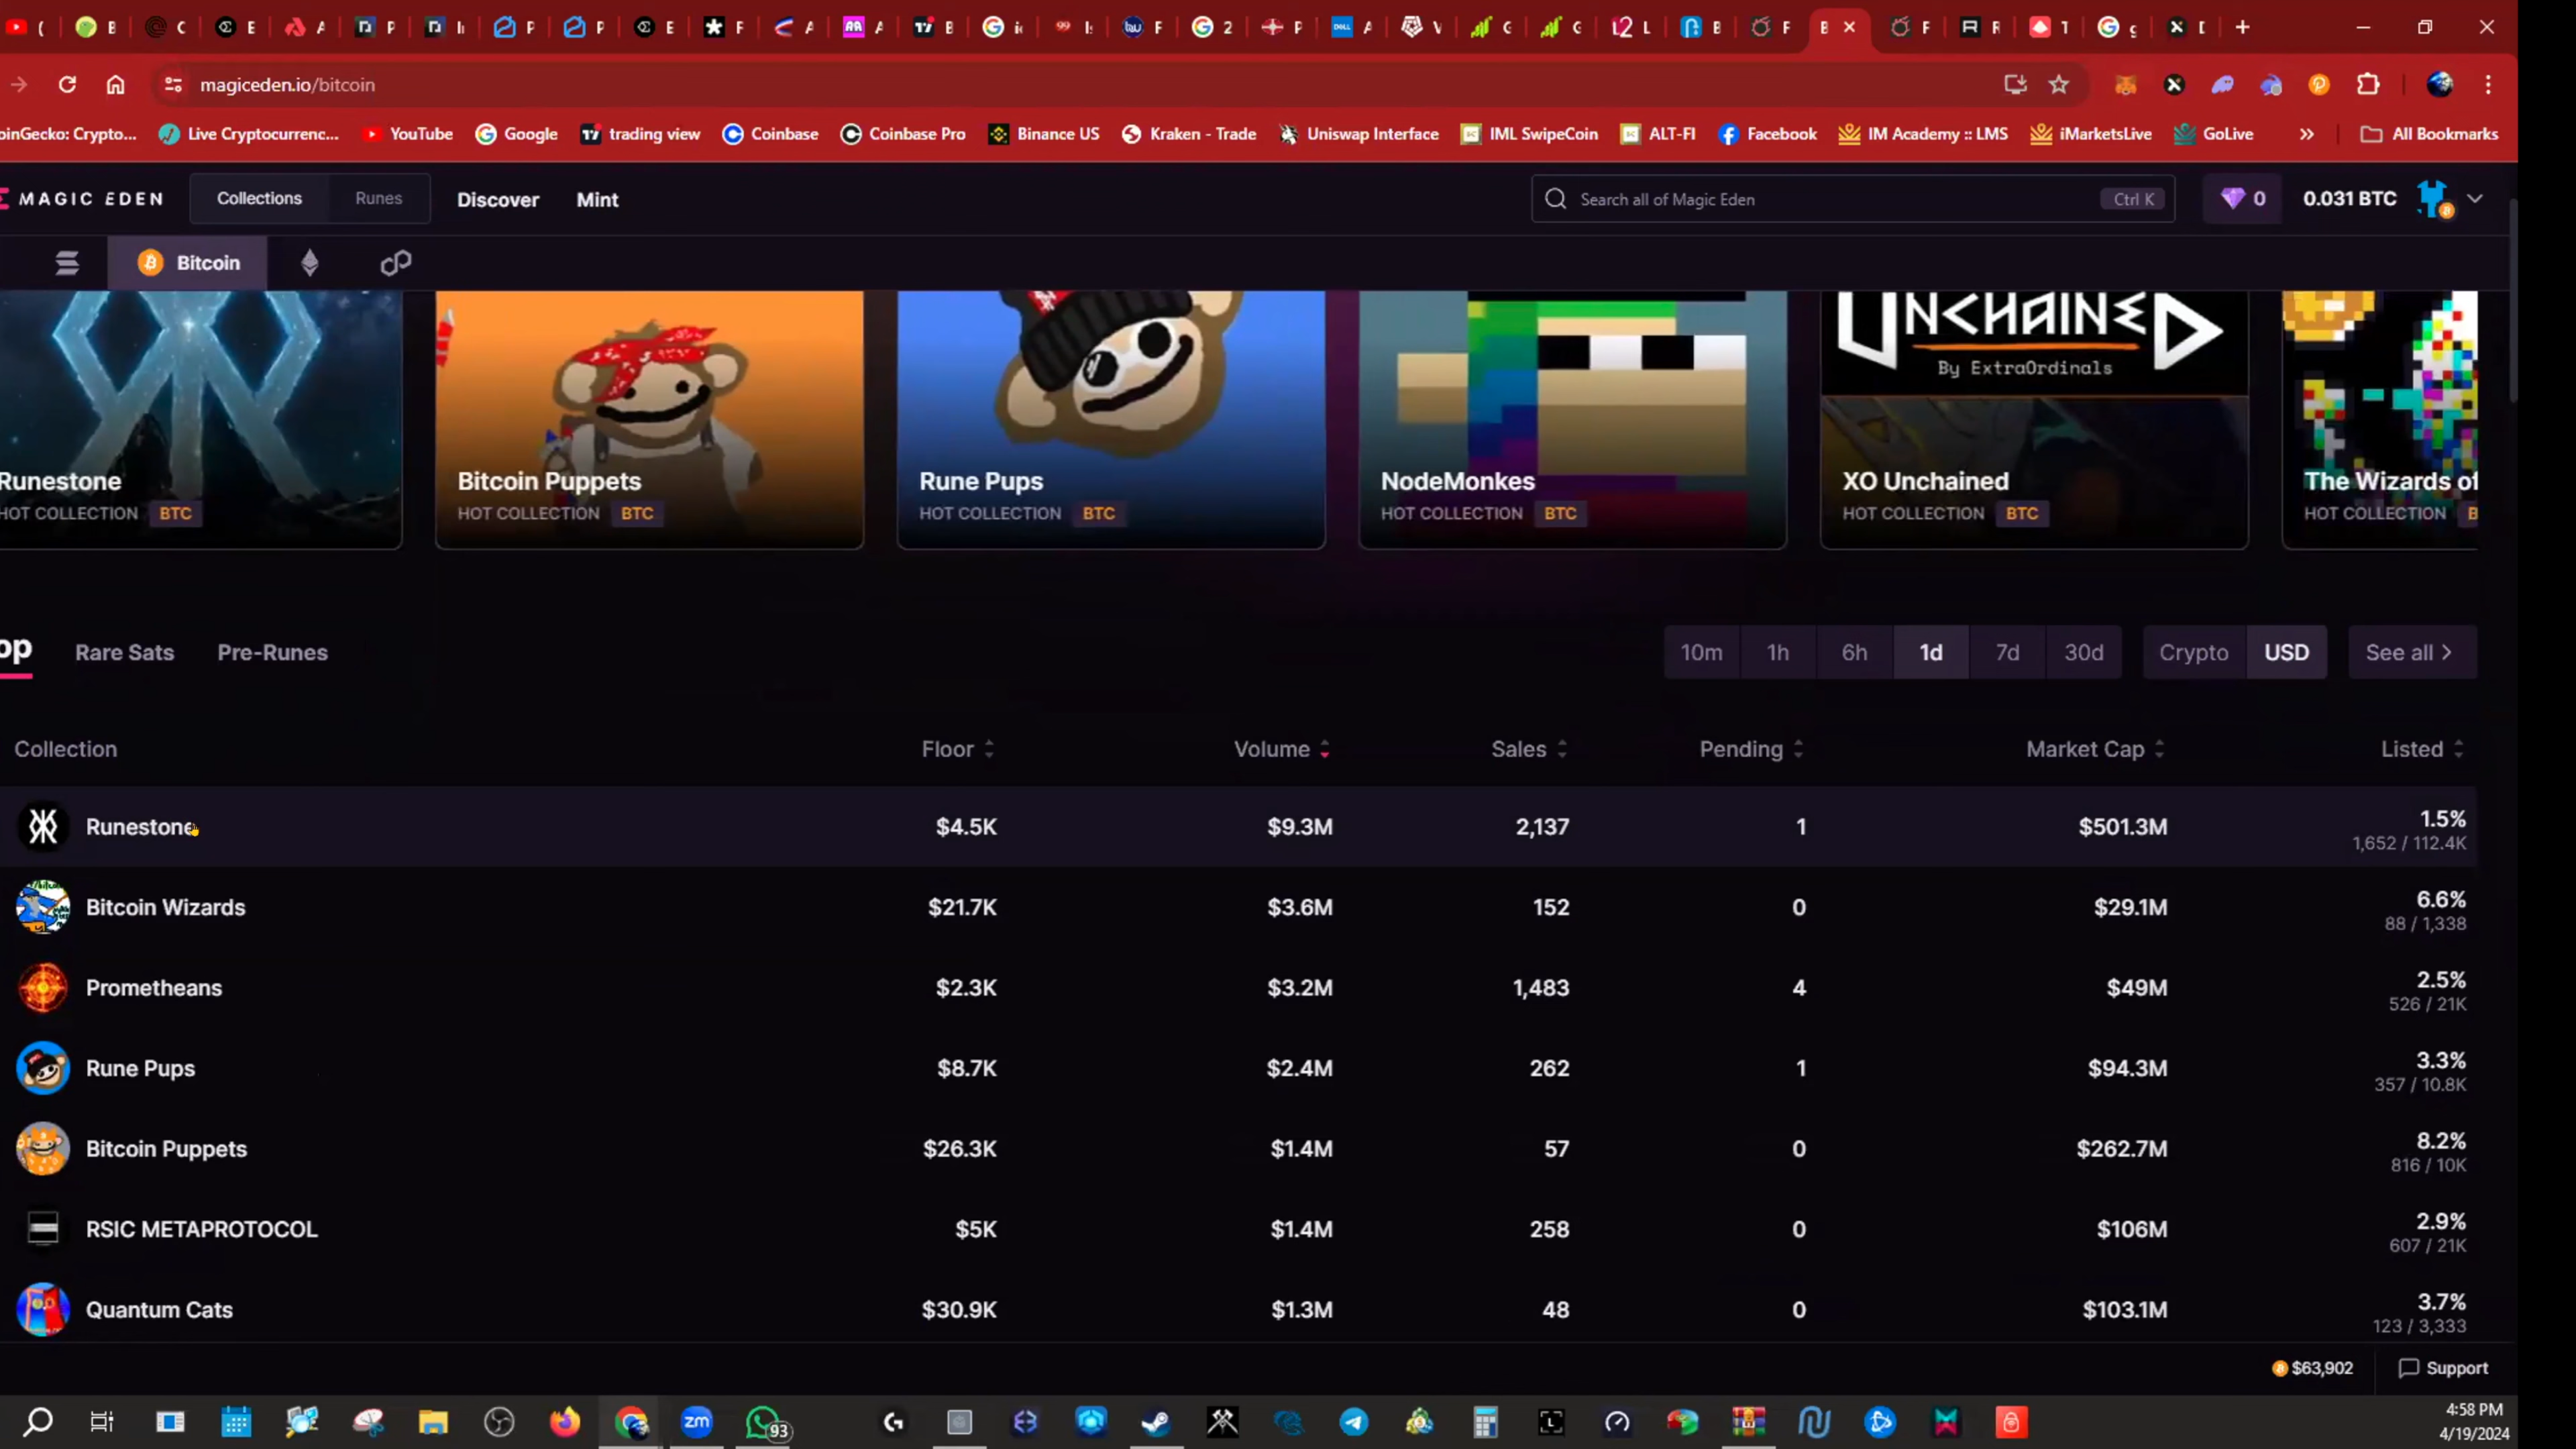 ( B C E A P I P P E F A AA A B i 99 I F 2 P A V G G L2 L B F B F R T g D
magiceden.io/bitcoin
oinGecko: Crypto... Live Cryptocurrenc... YouTube Google trading view Coinbase Coinbase Pro Binance US Kraken - Trade Uniswap Interface IML SwipeCoin ALT-FI Facebook IM Academy :: LMS iMarketsLive GoLive » All Bookmarks
MAGIC EDEN Collections Runes Discover Mint Search all of Magic Eden Ctrl K 0 0.031 BTC
Bitcoin
UNCHAINED
By ExtraOrdinals
Runestone Bitcoin Puppets Rune Pups NodeMonkes XO Unchained The Wizards of
HOT COLLECTION BTC HOT COLLECTION BTC HOT COLLECTION BTC HOT COLLECTION BTC HOT COLLECTION BTC HOT COLLECTION B
op Rare Sats Pre-Runes 10m 1h 6h 1d 7d 30d Crypto USD See all >
Collection Floor Volume Sales Pending Market Cap Listed
Runestone $4.5K $9.3M 2,137 1 $501.3M 1.5%
1,652 / 112.4K
Bitcoin Wizards $21.7K $3.6M 152 0 $29.1M 6.6%
88 / 1,338
Prometheans $2.3K $3.2M 1,483 4 $49M 2.5%
526 / 21K
Rune Pups $8.7K $2.4M 262 1 $94.3M 3.3%
357 / 10.8K
Bitcoin Puppets $26.3K $1.4M 57 0 $262.7M 8.2%
816 / 10K
RSIC METAPROTOCOL $5K $1.4M 258 0 $106M 2.9%
607 / 21K
Quantum Cats $30.9K $1.3M 48 0 $103.1M 3.7%
123 / 3,333
$63,902 Support
zm 93 4:58 PM
4/19/2024